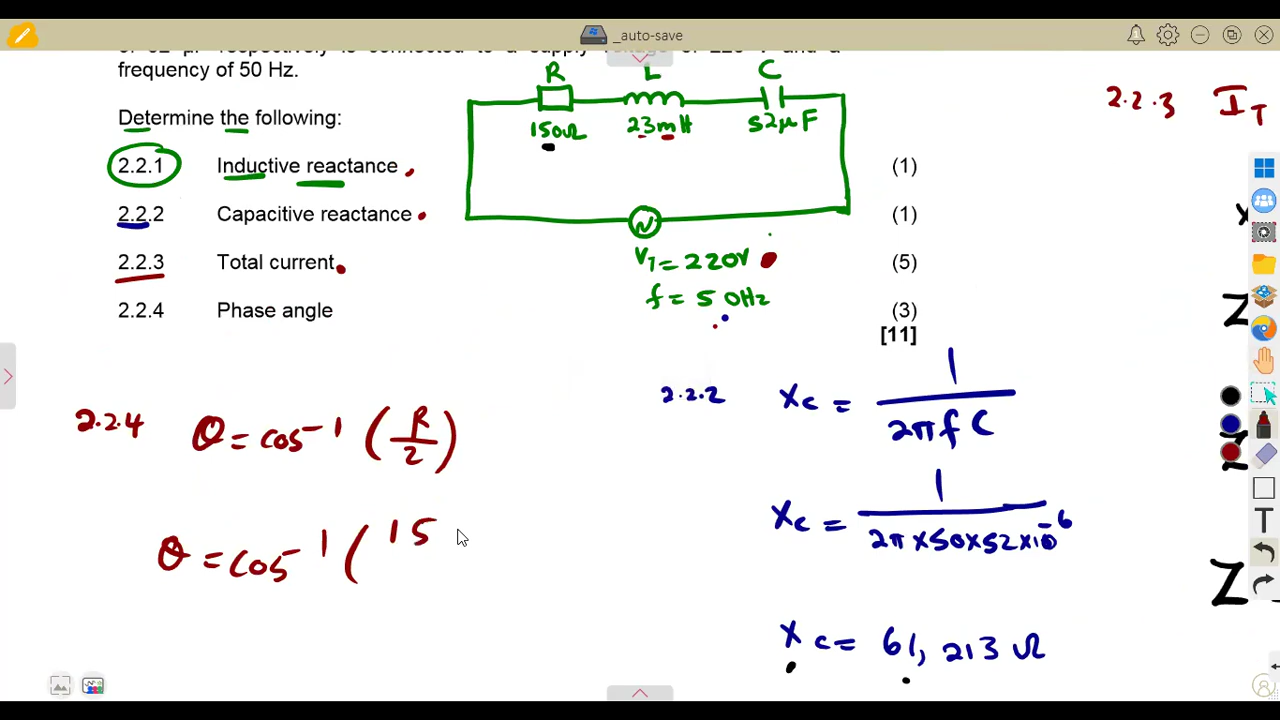 _auto-save
frequency of 50 Hz.
Determine the following:
2.2.1 Inductive reactance (1)
2.2.2 Capacitive reactance (1)
2.2.3 Total current (5)
2.2.4 Phase angle (3)
[11]
R L C
150Ω 23mH 52μF
VT = 220V
f = 50Hz
2.2.3 IT
2.2.4 θ = cos⁻¹ (R/Z)
θ = cos⁻¹ (15
2.2.2 Xc = 1/2πfC
Xc = 1/2π×50×52×10⁻⁶
Xc = 61,213 Ω
Z
Z